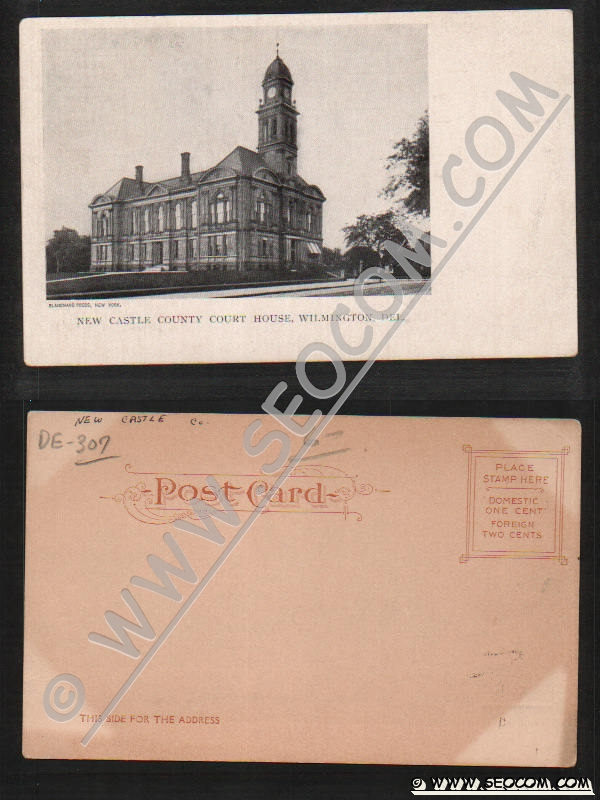 BLANCHARD PRESS, NEW YORK.
NEW CASTLE COUNTY COURT HOUSE, WILMINGTON, DEL.
© WWW.SEOCOM.COM
NEW CASTLE Co.
DE-307
Post Card
PLACE
STAMP HERE
DOMESTIC
ONE CENT
FOREIGN
TWO CENTS
THIS SIDE FOR THE ADDRESS
© WWW.SEOCOM.COM